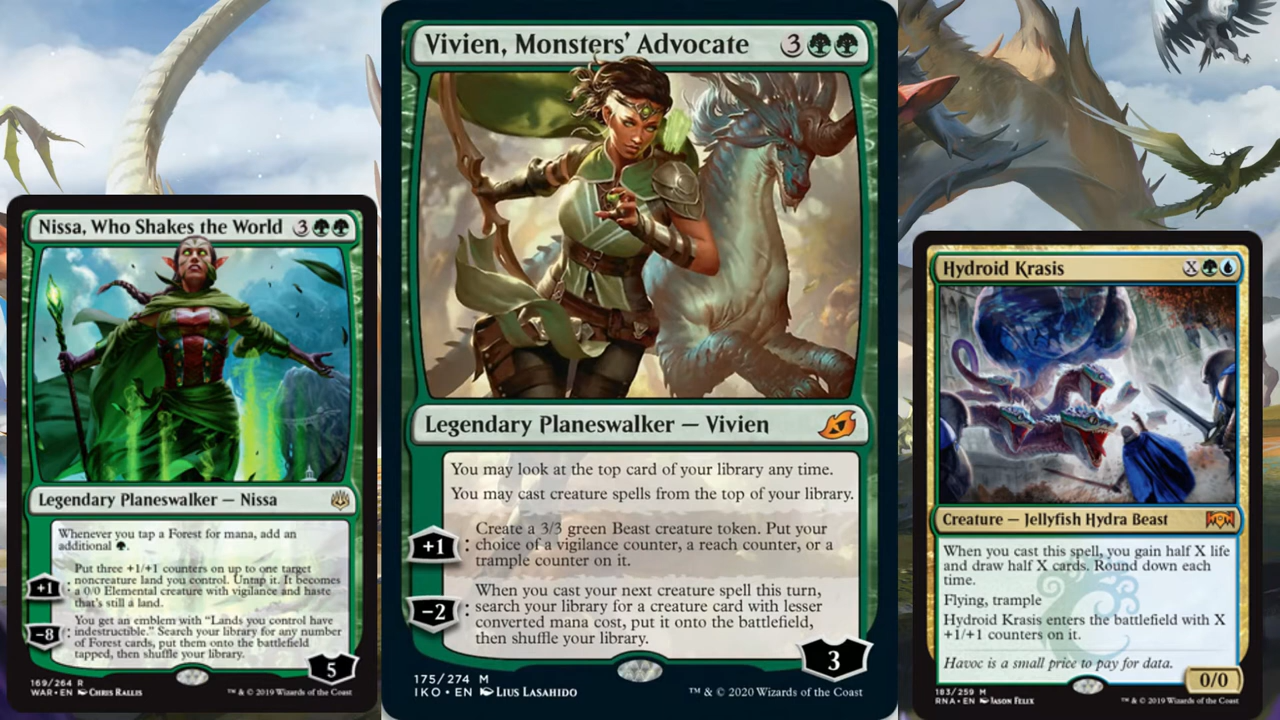 Nissa, Who Shakes the World 3
Legendary Planeswalker — Nissa
Whenever you tap a Forest for mana, add an
additional .
+1
: Put three +1/+1 counters on up to one target
noncreature land you control. Untap it. It becomes
a 0/0 Elemental creature with vigilance and haste
that's still a land.
-8
: You get an emblem with "Lands you control have
indestructible." Search your library for any number
of Forest cards, put them onto the battlefield
tapped, then shuffle your library.
5
169/264 R
WAR • EN Chris Rallis
™ & © 2019 Wizards of the Coast
Vivien, Monsters' Advocate 3
Legendary Planeswalker — Vivien
You may look at the top card of your library any time.
You may cast creature spells from the top of your library.
+1
: Create a 3/3 green Beast creature token. Put your
choice of a vigilance counter, a reach counter, or a
trample counter on it.
-2
: When you cast your next creature spell this turn,
search your library for a creature card with lesser
converted mana cost, put it onto the battlefield,
then shuffle your library.
3
175/274 M
IKO • EN Lius Lasahido
™ & © 2020 Wizards of the Coast
Hydroid Krasis X
Creature — Jellyfish Hydra Beast
When you cast this spell, you gain half X life
and draw half X cards. Round down each
time.
Flying, trample
Hydroid Krasis enters the battlefield with X
+1/+1 counters on it.
Havoc is a small price to pay for data.
0/0
183/259 M
RNA • EN Jason Felix
™ & © 2019 Wizards of the Coast